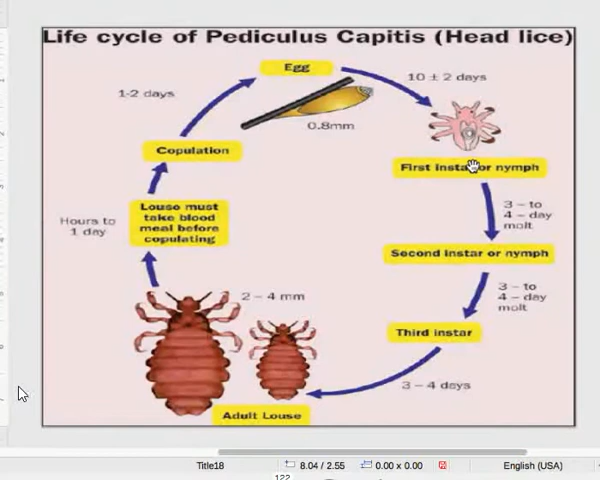 Life cycle of Pediculus Capitis (Head lice)
Egg
10 ± 2 days
1-2 days
0.8mm
Copulation
First instar or nymph
Louse must
take blood
meal before
copulating
Hours to
1 day
3 – to
4 – day
molt
Second instar or nymph
3 – to
4 – day
molt
2 – 4 mm
Third instar
3 – 4 days
Adult Louse
Title18
8.04 / 2.55
0.00 x 0.00
English (USA)
122